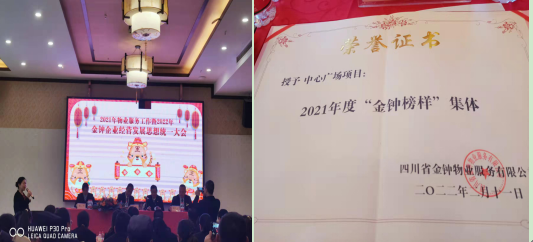 2021年物业服务工作暨2022年
金钟企业经营发展思想统一大会
HUAWEI P30 Pro
LEICA QUAD CAMERA
荣誉证书
授予 中心广场项目:
2021年度“金钟榜样”集体
四川省金钟物业服务有限公
二〇二二年二月十一日